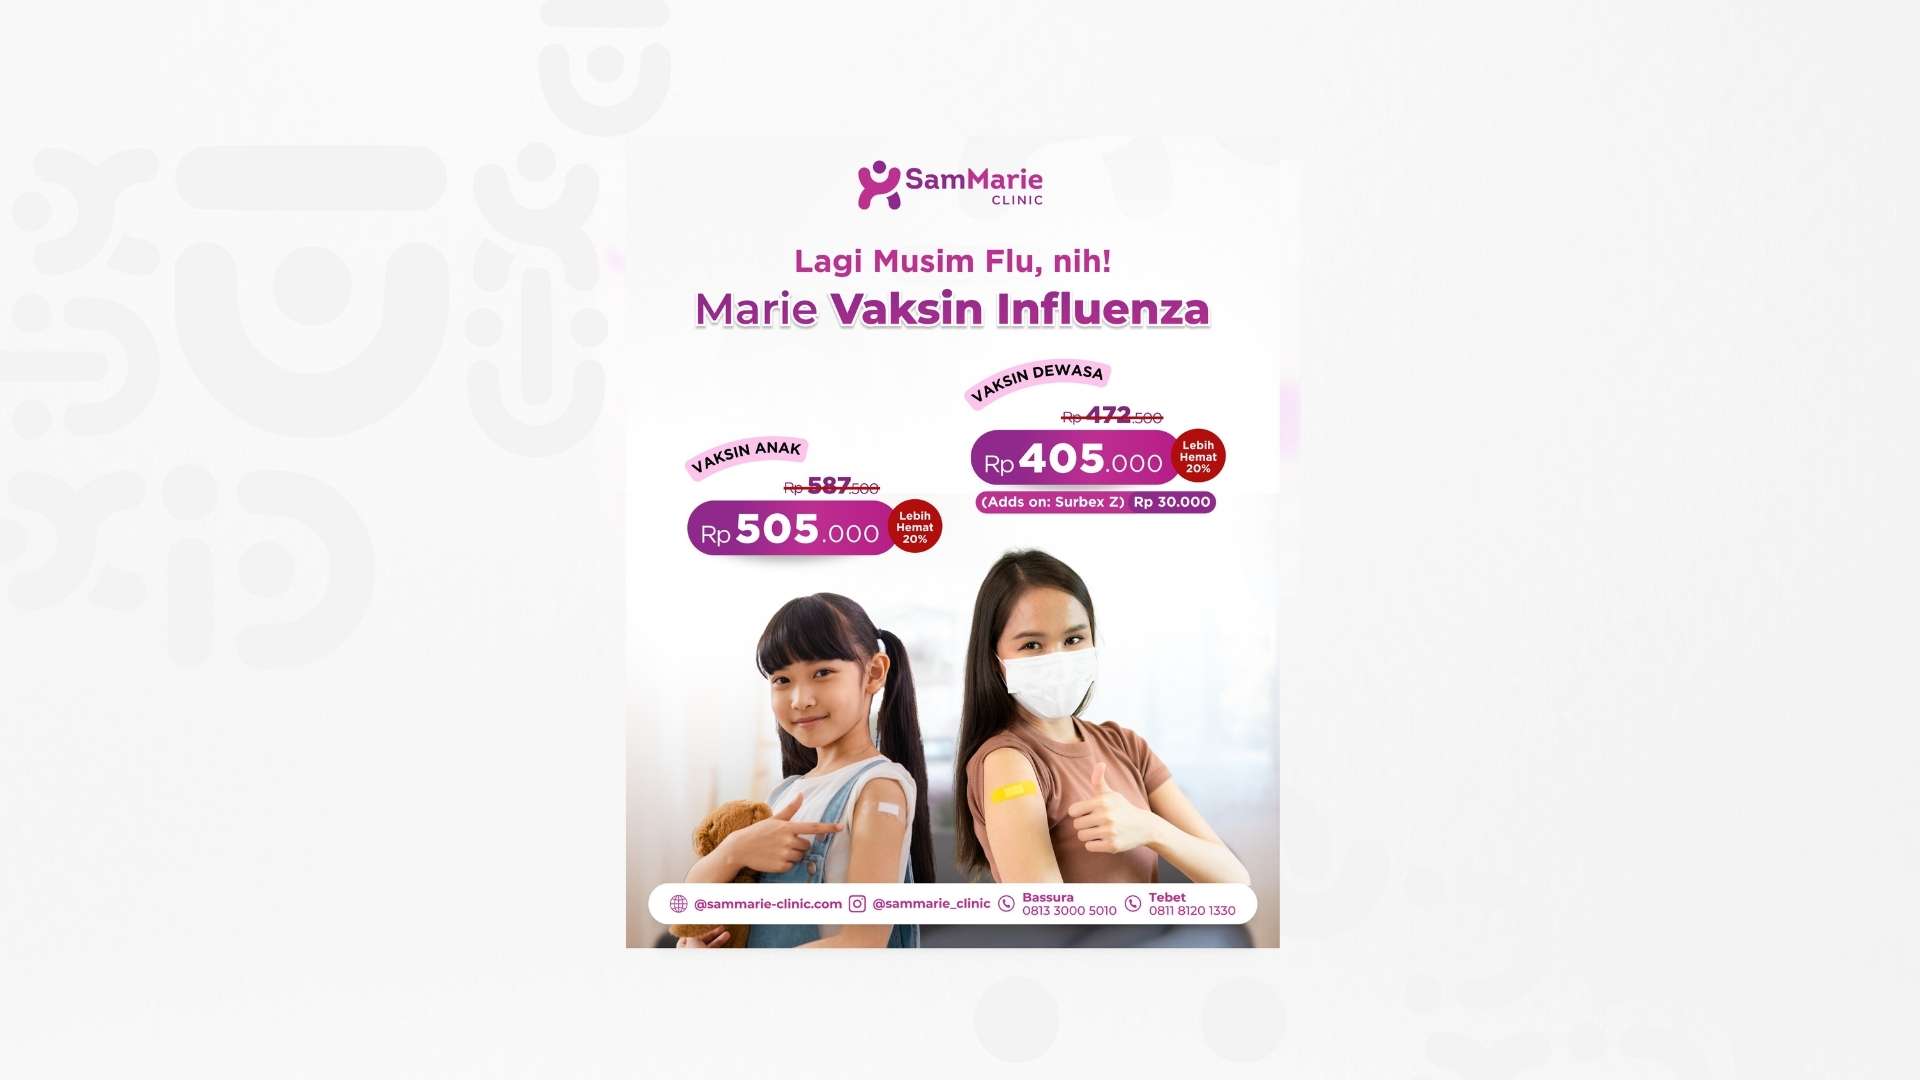 SamMarie
CLINIC
Lagi Musim Flu, nih!
Marie Vaksin Influenza
VAKSIN DEWASA
Rp 472.500
Rp 405.000
Lebih
Hemat
20%
(Adds on: Surbex Z) Rp 30.000
VAKSIN ANAK
Rp 587.500
Rp 505.000
Lebih
Hemat
20%
@sammarie-clinic.com
@sammarie_clinic
Bassura
0813 3000 5010
Tebet
0811 8120 1330